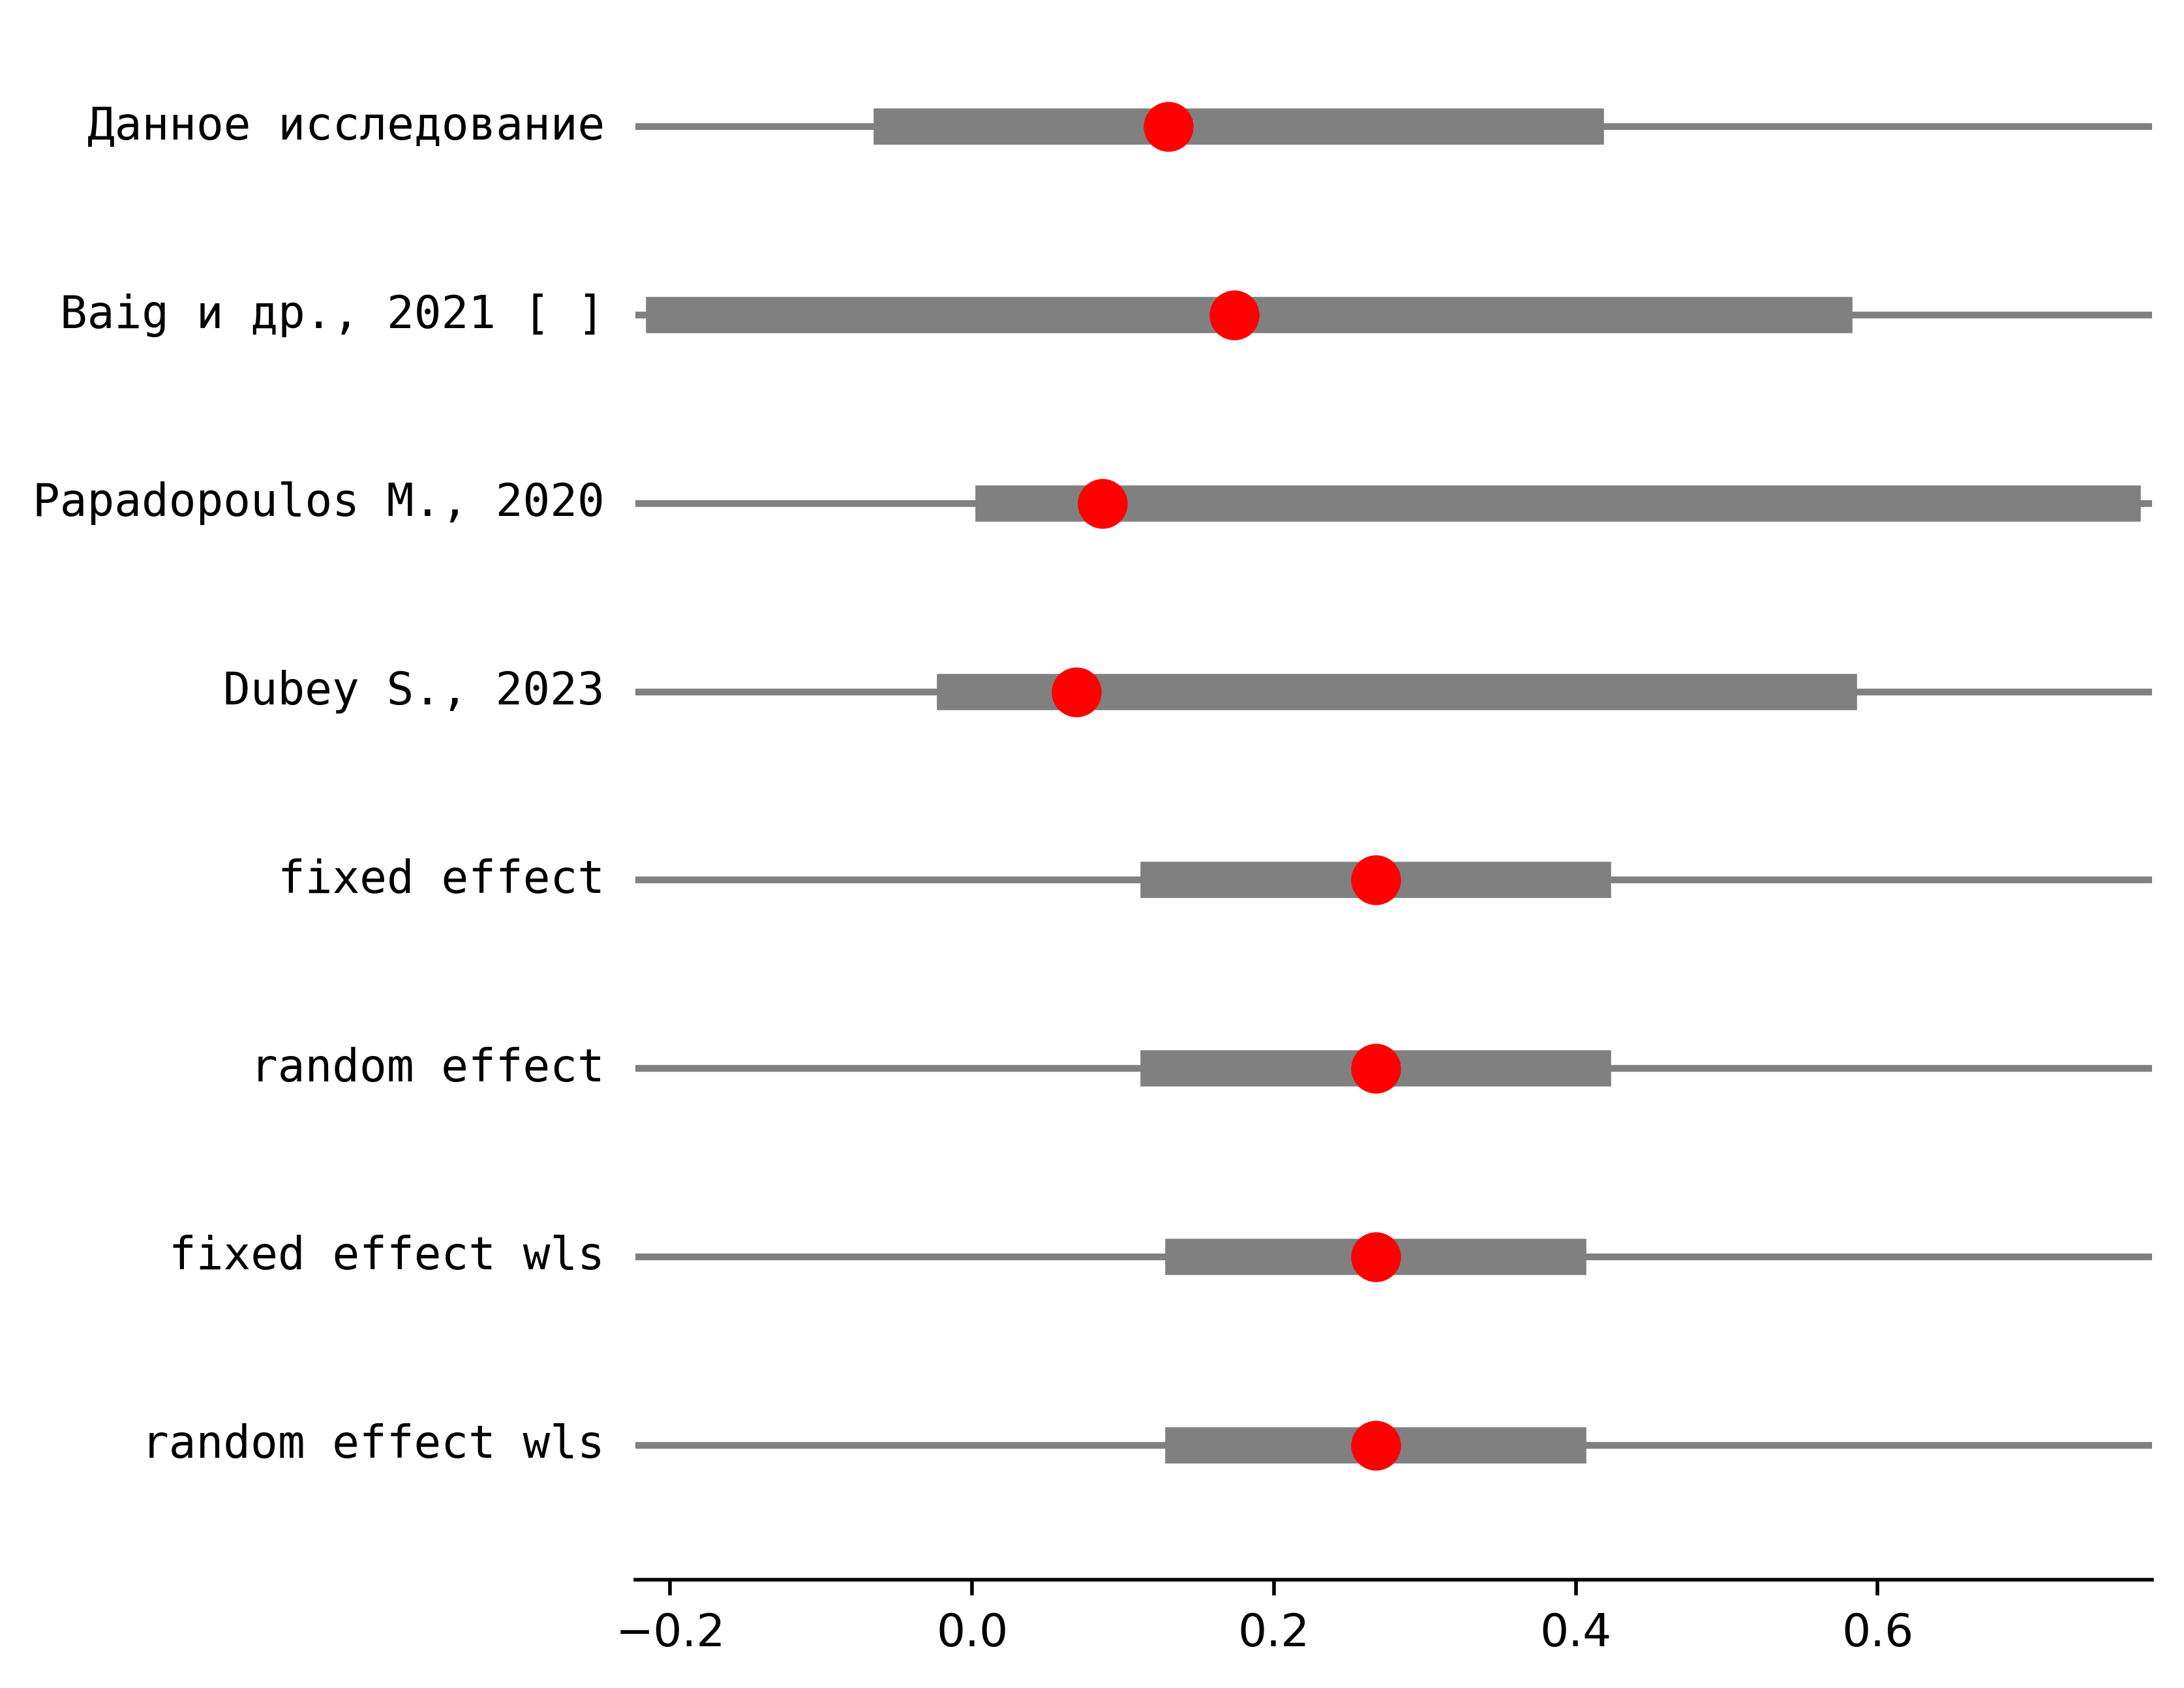 Данное исследование
Baig и др., 2021 [ ]
Papadopoulos M., 2020
Dubey S., 2023
fixed effect
random effect
fixed effect wls
random effect wls
−0.2 0.0 0.2 0.4 0.6